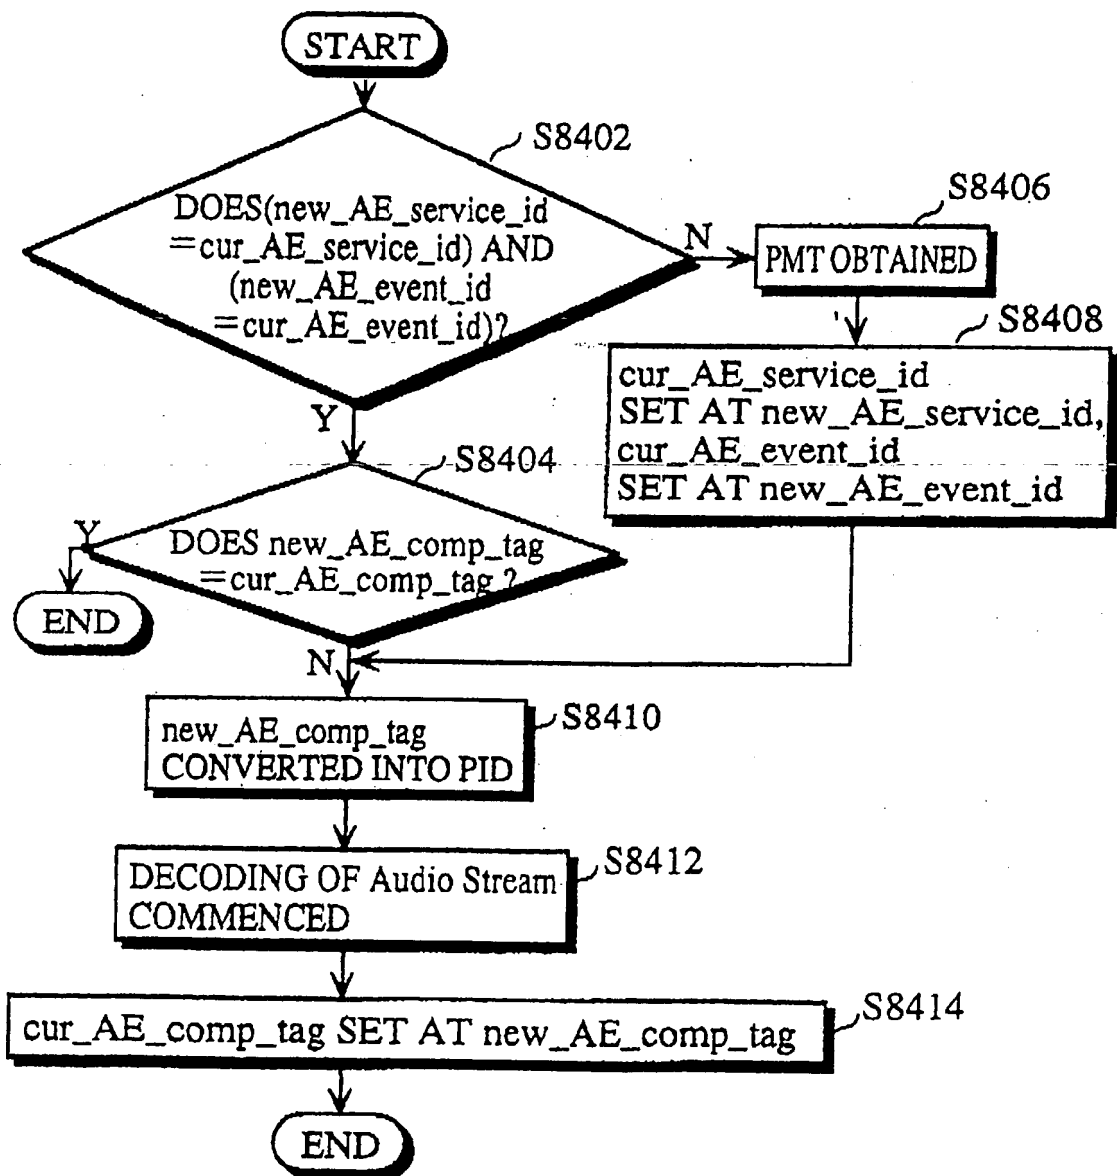 START
S8402
DOES(new_AE_service_id
=cur_AE_service_id) AND
(new_AE_event_id
=cur_AE_event_id)?
N
S8406
PMT OBTAINED
S8408
cur_AE_service_id
SET AT new_AE_service_id,
cur_AE_event_id
SET AT new_AE_event_id
Y
S8404
DOES new_AE_comp_tag
=cur_AE_comp_tag ?
Y
END
N
S8410
new_AE_comp_tag
CONVERTED INTO PID
S8412
DECODING OF Audio Stream
COMMENCED
S8414
cur_AE_comp_tag SET AT new_AE_comp_tag
END